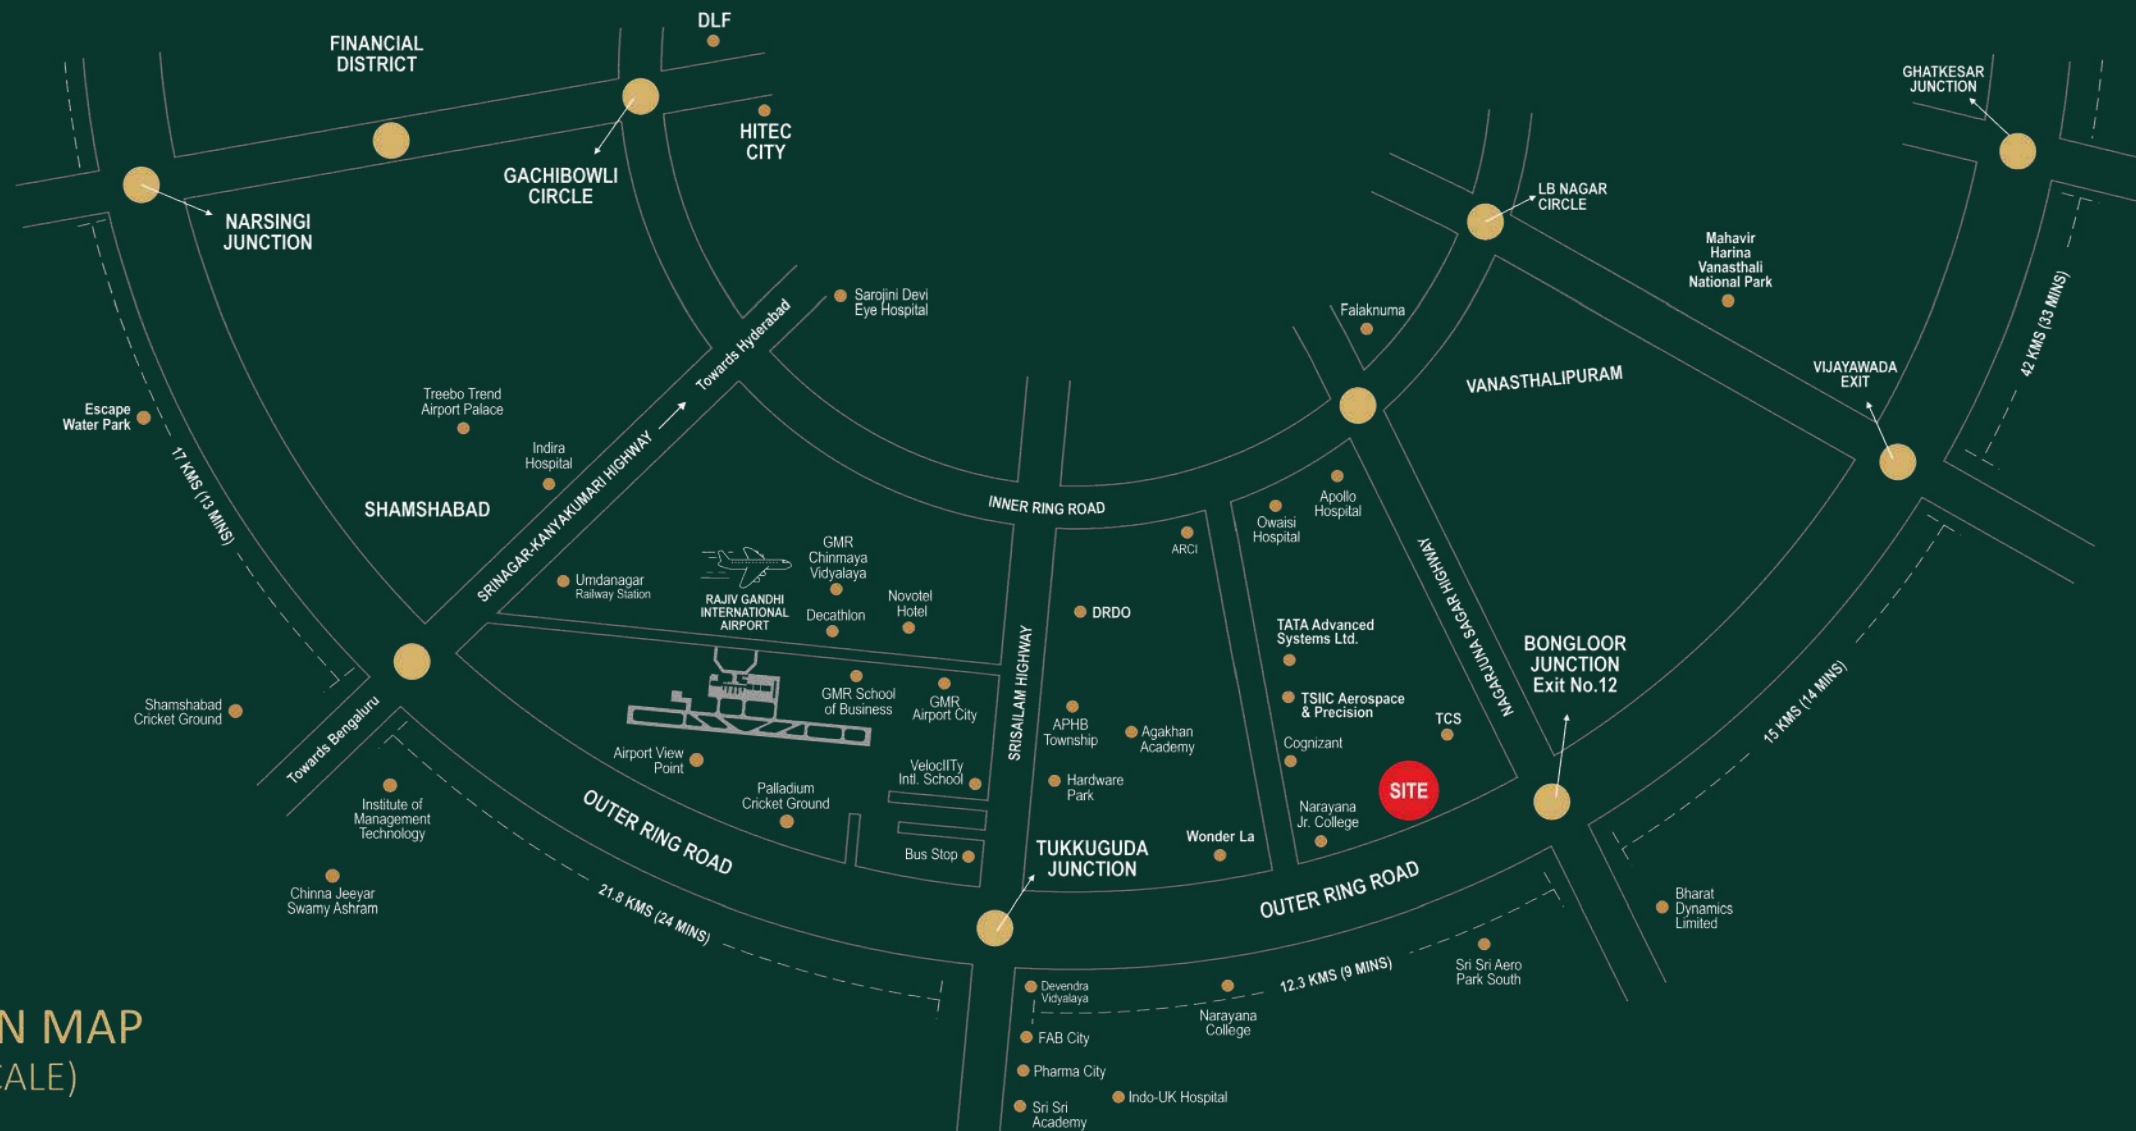 DLF
FINANCIAL
DISTRICT
HITEC
CITY
GACHIBOWLI
CIRCLE
NARSINGI
JUNCTION
GHATKESAR
JUNCTION
LB NAGAR
CIRCLE
Mahavir
Harina
Vanasthali
National Park
Sarojini Devi
Eye Hospital
Falaknuma
Towards Hyderabad
42 KMS (33 MINS)
VANASTHALIPURAM
VIJAYAWADA
EXIT
Escape
Water Park
Treebo Trend
Airport Palace
Indira
Hospital
17 KMS (13 MINS)
SHAMSHABAD
SRINAGAR-KANYAKUMARI HIGHWAY
INNER RING ROAD
Apollo
Hospital
Owaisi
Hospital
ARCI
NAGARJUNA SAGAR HIGHWAY
Umdanagar
Railway Station
RAJIV GANDHI
INTERNATIONAL
AIRPORT
GMR
Chinmaya
Vidyalaya
Decathlon
Novotel
Hotel
DRDO
TATA Advanced
Systems Ltd.
BONGLOOR
JUNCTION
Exit No.12
SRISAILAM HIGHWAY
GMR School
of Business
GMR
Airport City
TSIIC Aerospace
& Precision
TCS
Shamshabad
Cricket Ground
Towards Bengaluru
APHB
Township
Agakhan
Academy
15 KMS (14 MINS)
Airport View
Point
VelocIITy
Intl. School
Cognizant
Hardware
Park
SITE
Institute of
Management
Technology
Palladium
Cricket Ground
Narayana
Jr. College
OUTER RING ROAD
Bus Stop
TUKKUGUDA
JUNCTION
Wonder La
OUTER RING ROAD
Chinna Jeeyar
Swamy Ashram
21.8 KMS (24 MINS)
Bharat
Dynamics
Limited
12.3 KMS (9 MINS)
Sri Sri Aero
Park South
Devendra
Vidyalaya
Narayana
College
FAB City
Pharma City
Indo-UK Hospital
Sri Sri
Academy
N MAP
CALE)